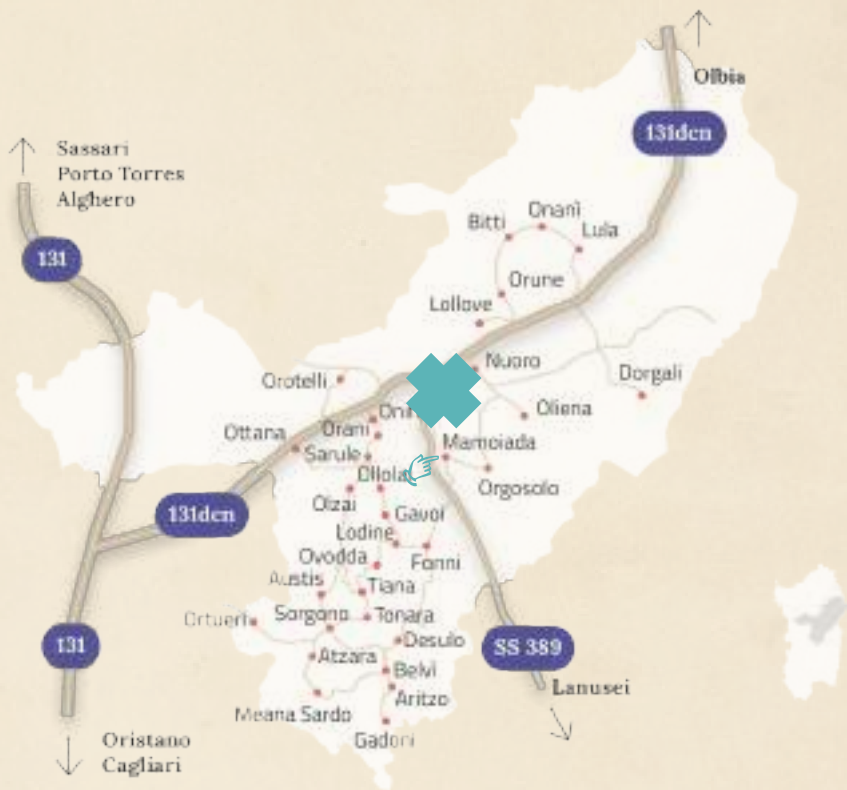 Olbia
131dcn
Sassari
Porto Torres
Alghero
131
Onanì
Bitti
Lula
Orune
Lollove
Nuoro
Dorgali
Orotelli
Oliena
Orani
Ottana
Mamoiada
Sarule
Orgosolo
Olzai
Gavoi
131dcn
Lodine
Ovodda
Fonni
Austis
Tiana
Ortueri
Sorgono
Tonara
Desulo
131
SS 389
Atzara
Belvì
Lanusei
Aritzo
Meana Sardo
Gadoni
Oristano
Cagliari